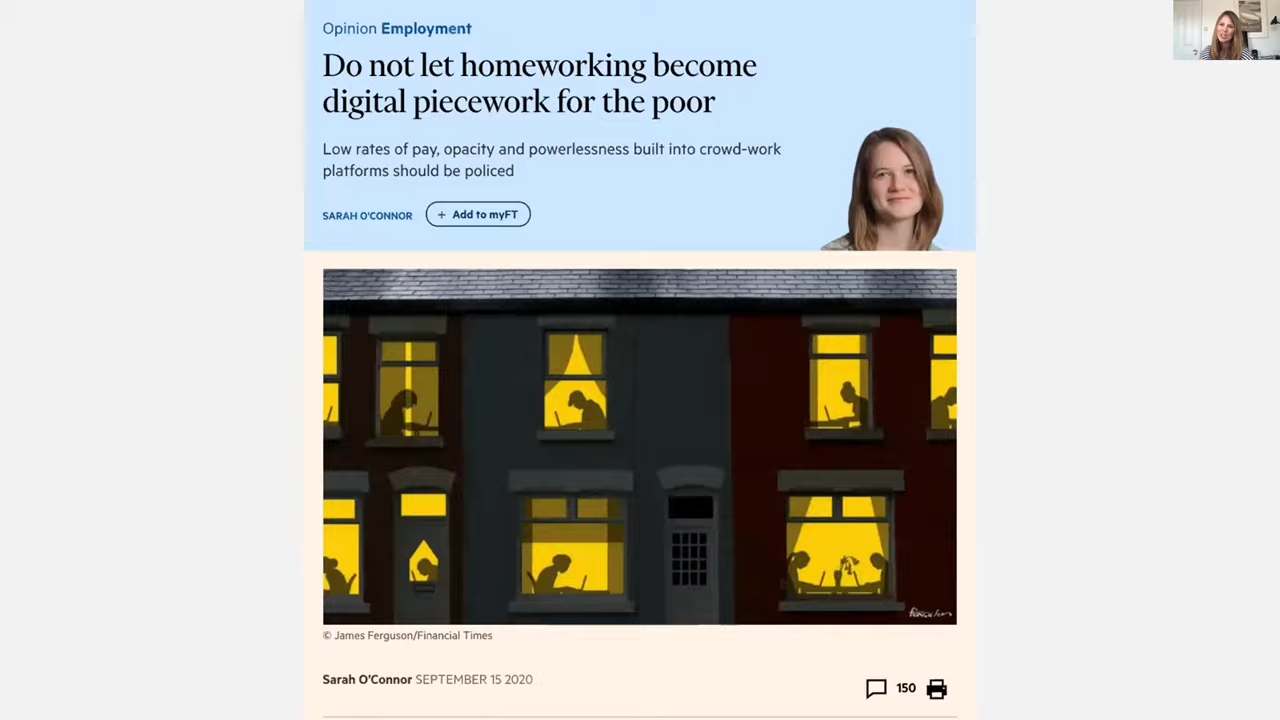 Opinion Employment
Do not let homeworking become
digital piecework for the poor
Low rates of pay, opacity and powerlessness built into crowd-work
platforms should be policed
SARAH O'CONNOR + Add to myFT
© James Ferguson/Financial Times
Sarah O'Connor SEPTEMBER 15 2020
150